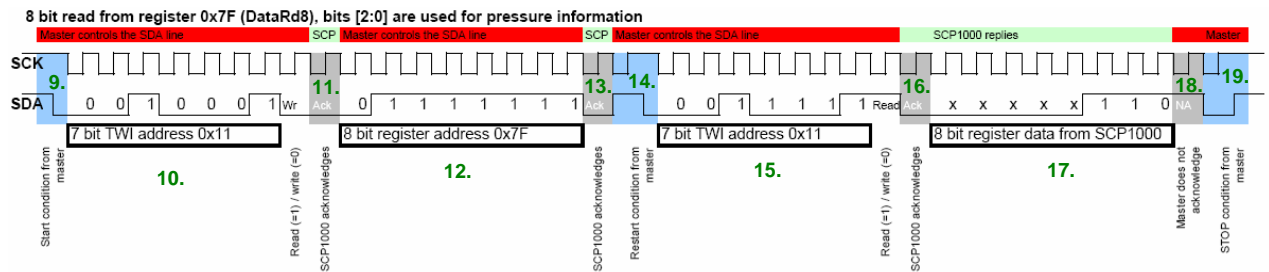 8 bit read from register 0x7F (DataRd8), bits [2:0] are used for pressure information
Master controls the SDA line SCP Master controls the SDA line SCP Master controls the SDA line SCP1000 replies Master
SCK
9. 11. 13. 14. 16. 18. 19.
SDA 0 0 1 0 0 0 1 Wr Ack 0 1 1 1 1 1 1 1 Ack 0 0 1 1 1 1 1 Read Ack x x x x x 1 1 0 NA
7 bit TWI address 0x11 8 bit register address 0x7F 7 bit TWI address 0x11 8 bit register data from SCP1000
10. 12. 15. 17.
Start condition from
master
Read (=1) / write (=0)
SCP1000 acknowledges
SCP1000 acknowledges
Restart condition from
master
Read (=1) / write (=0)
SCP1000 acknowledges
Master does not
acknowledge
STOP condition from
master